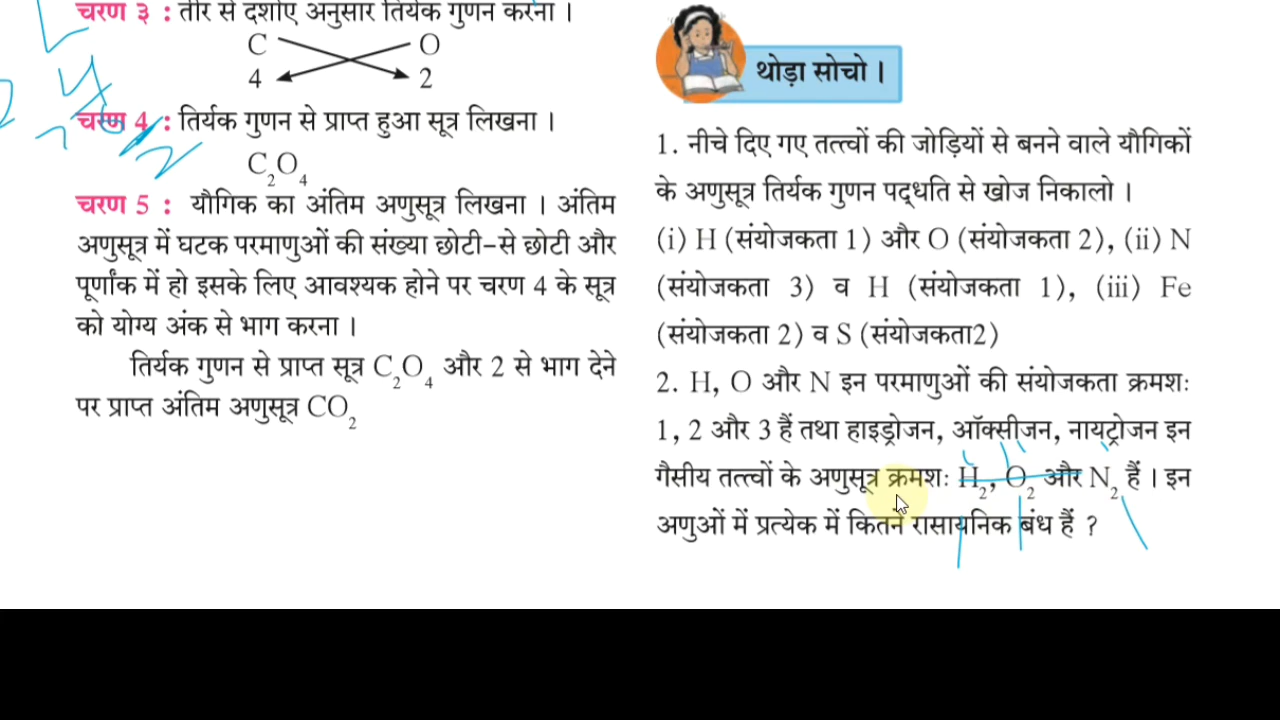 चरण ३ : तीर से दर्शाए अनुसार तिर्यक गुणन करना ।
C O
4 2
चरण 4 : तिर्यक गुणन से प्राप्त हुआ सूत्र लिखना ।
C₂O₄
चरण 5 : यौगिक का अंतिम अणुसूत्र लिखना । अंतिम
अणुसूत्र में घटक परमाणुओं की संख्या छोटी-से छोटी और
पूर्णांक में हो इसके लिए आवश्यक होने पर चरण 4 के सूत्र
को योग्य अंक से भाग करना ।
तिर्यक गुणन से प्राप्त सूत्र C₂O₄ और 2 से भाग देने
पर प्राप्त अंतिम अणुसूत्र CO₂
थोड़ा सोचो ।
1. नीचे दिए गए तत्त्वों की जोड़ियों से बनने वाले यौगिकों
के अणुसूत्र तिर्यक गुणन पद्धति से खोज निकालो ।
(i) H (संयोजकता 1) और O (संयोजकता 2), (ii) N
(संयोजकता 3) व H (संयोजकता 1), (iii) Fe
(संयोजकता 2) व S (संयोजकता2)
2. H, O और N इन परमाणुओं की संयोजकता क्रमशः
1, 2 और 3 हैं तथा हाइड्रोजन, ऑक्सीजन, नायट्रोजन इन
गैसीय तत्त्वों के अणुसूत्र क्रमशः H₂, O₂ और N₂ हैं । इन
अणुओं में प्रत्येक में कितने रासायनिक बंध हैं ?